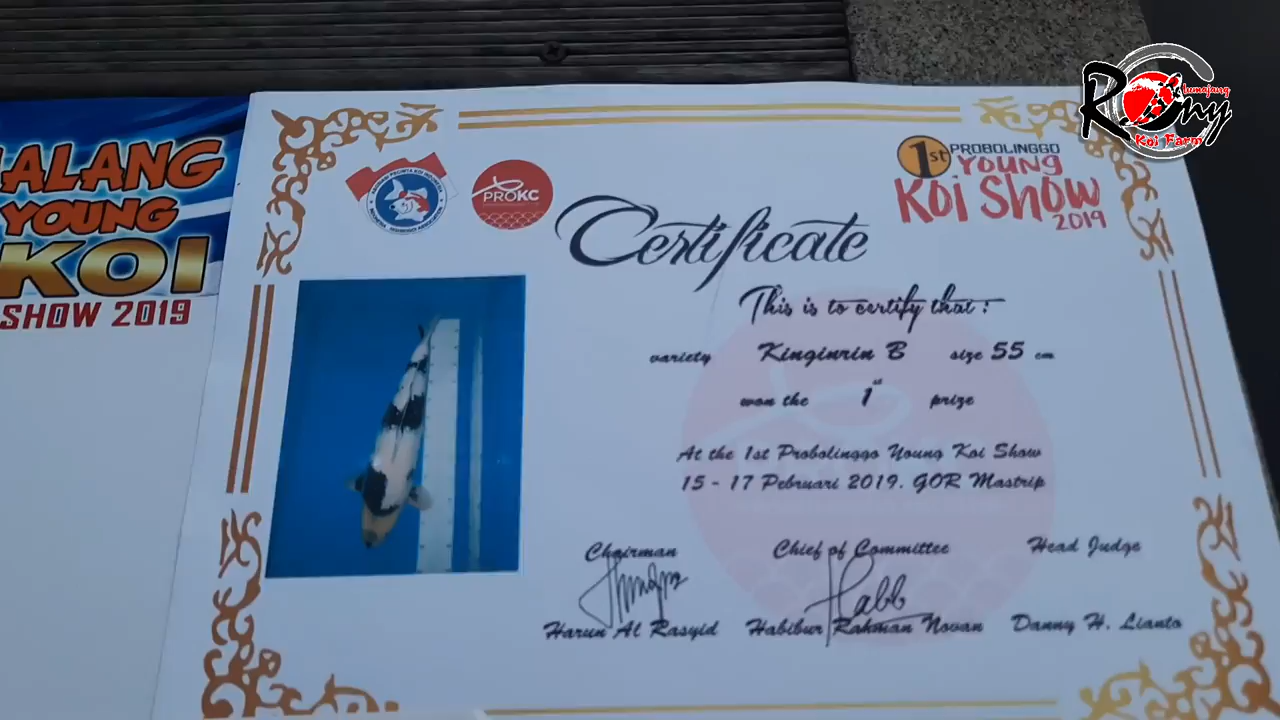 Rony
Lumajang
Koi Farm
ALANG
YOUNG
KOI
SHOW 2019
PROKC
1st PROBOLINGGO
YOUNG
KOI SHOW
2019
Certificate
This is to certify that :
variety Kinginrin B size 55 cm
won the 1st prize
At the 1st Probolinggo Young Koi Show
15 - 17 Pebruari 2019. GOR Mastrip
Chairman Chief of Committee Head Judge
Habb
Harun Al Rasyid Habibur Rahman Novan Danny H. Lianto